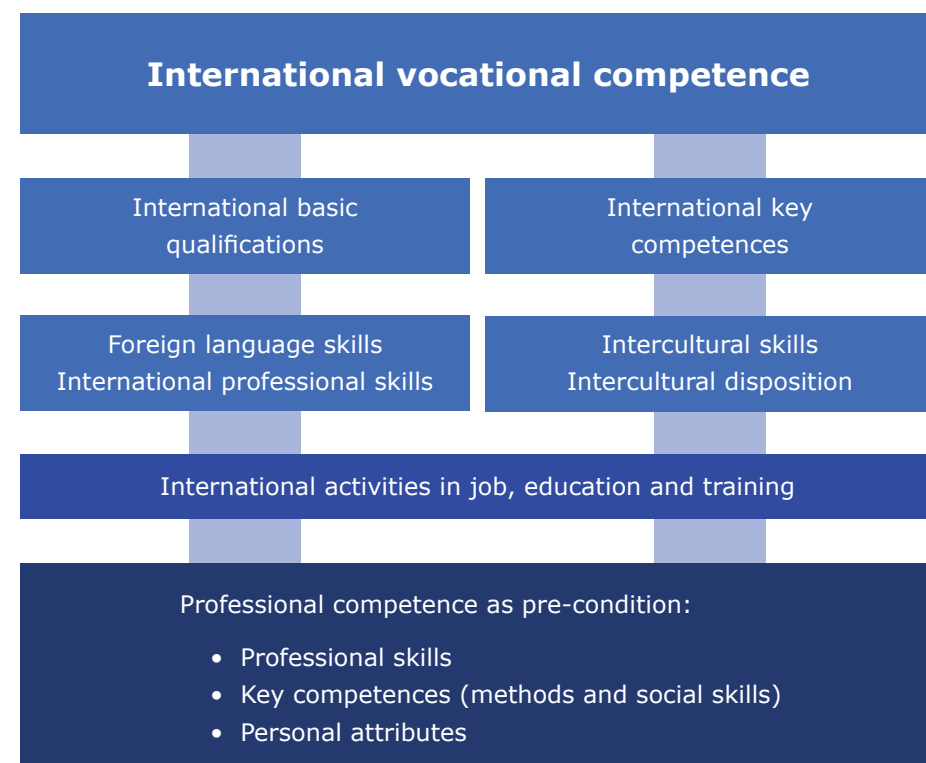 International vocational competence
International basic
qualifications
International key
competences
Foreign language skills
International professional skills
Intercultural skills
Intercultural disposition
International activities in job, education and training
Professional competence as pre-condition:
• Professional skills
• Key competences (methods and social skills)
• Personal attributes